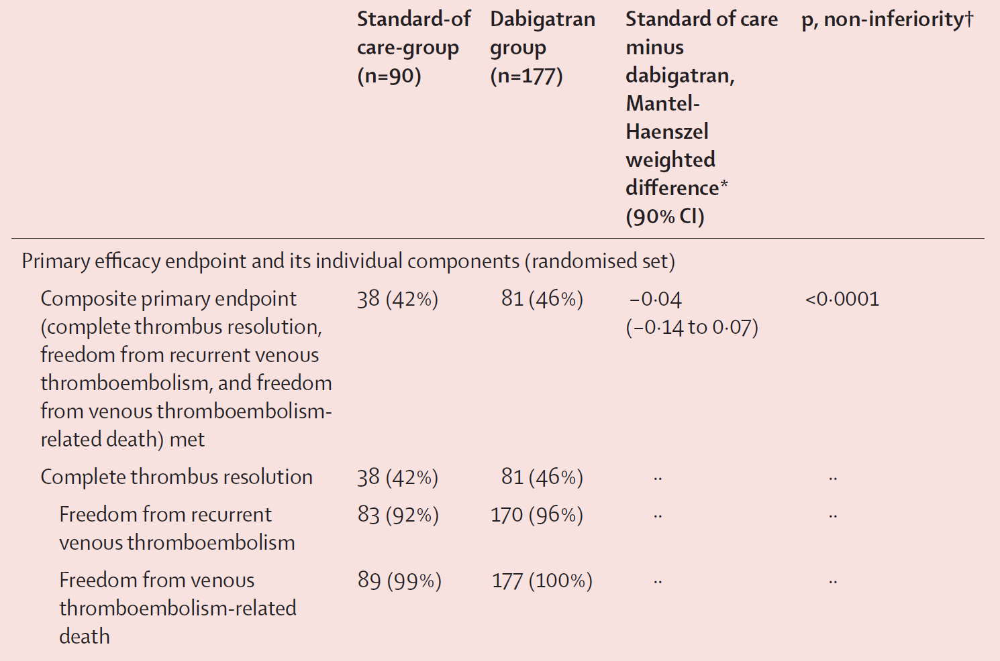 Standard-of
care-group
(n=90)
Dabigatran
group
(n=177)
Standard of care
minus
dabigatran,
Mantel-
Haenszel
weighted
difference*
(90% CI)
p, non-inferiority†
Primary efficacy endpoint and its individual components (randomised set)
Composite primary endpoint 38 (42%) 81 (46%) –0·04 <0·0001
(complete thrombus resolution, (–0·14 to 0·07)
freedom from recurrent venous
thromboembolism, and freedom
from venous thromboembolism-
related death) met
Complete thrombus resolution 38 (42%) 81 (46%) ·· ··
Freedom from recurrent 83 (92%) 170 (96%) ·· ··
venous thromboembolism
Freedom from venous 89 (99%) 177 (100%) ·· ··
thromboembolism-related
death